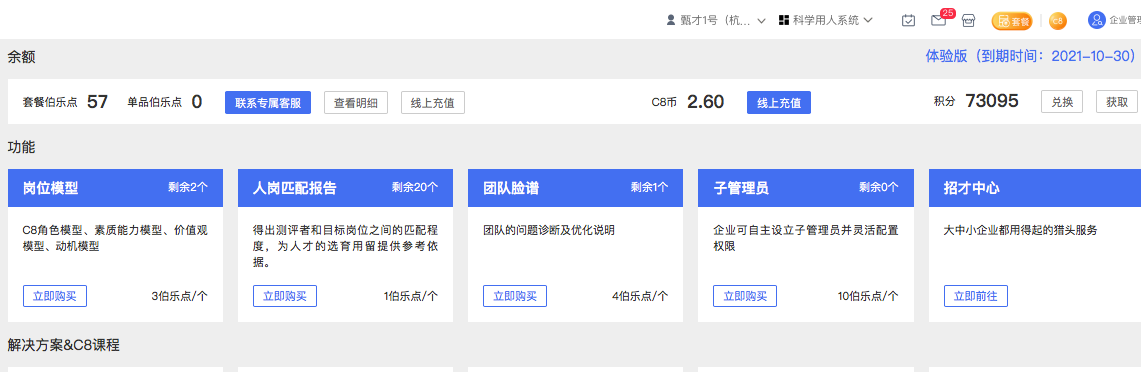 甄才1号（杭... 科学用人系统 25 套餐 c8 企业管理
余额 体验版（到期时间：2021-10-30）
套餐伯乐点 57 单品伯乐点 0 联系专属客服 查看明细 线上充值 C8币 2.60 线上充值 积分 73095 兑换 获取
功能
岗位模型 剩余2个
C8角色模型、素质能力模型、价值观
模型、动机模型
立即购买 3伯乐点/个
人岗匹配报告 剩余20个
得出测评者和目标岗位之间的匹配程
度，为人才的选育用留提供参考依
据。
立即购买 1伯乐点/个
团队脸谱 剩余1个
团队的问题诊断及优化说明
立即购买 4伯乐点/个
子管理员 剩余0个
企业可自主设立子管理员并灵活配置
权限
立即购买 10伯乐点/个
招才中心
大中小企业都用得起的猎头服务
立即前往
解决方案&C8课程